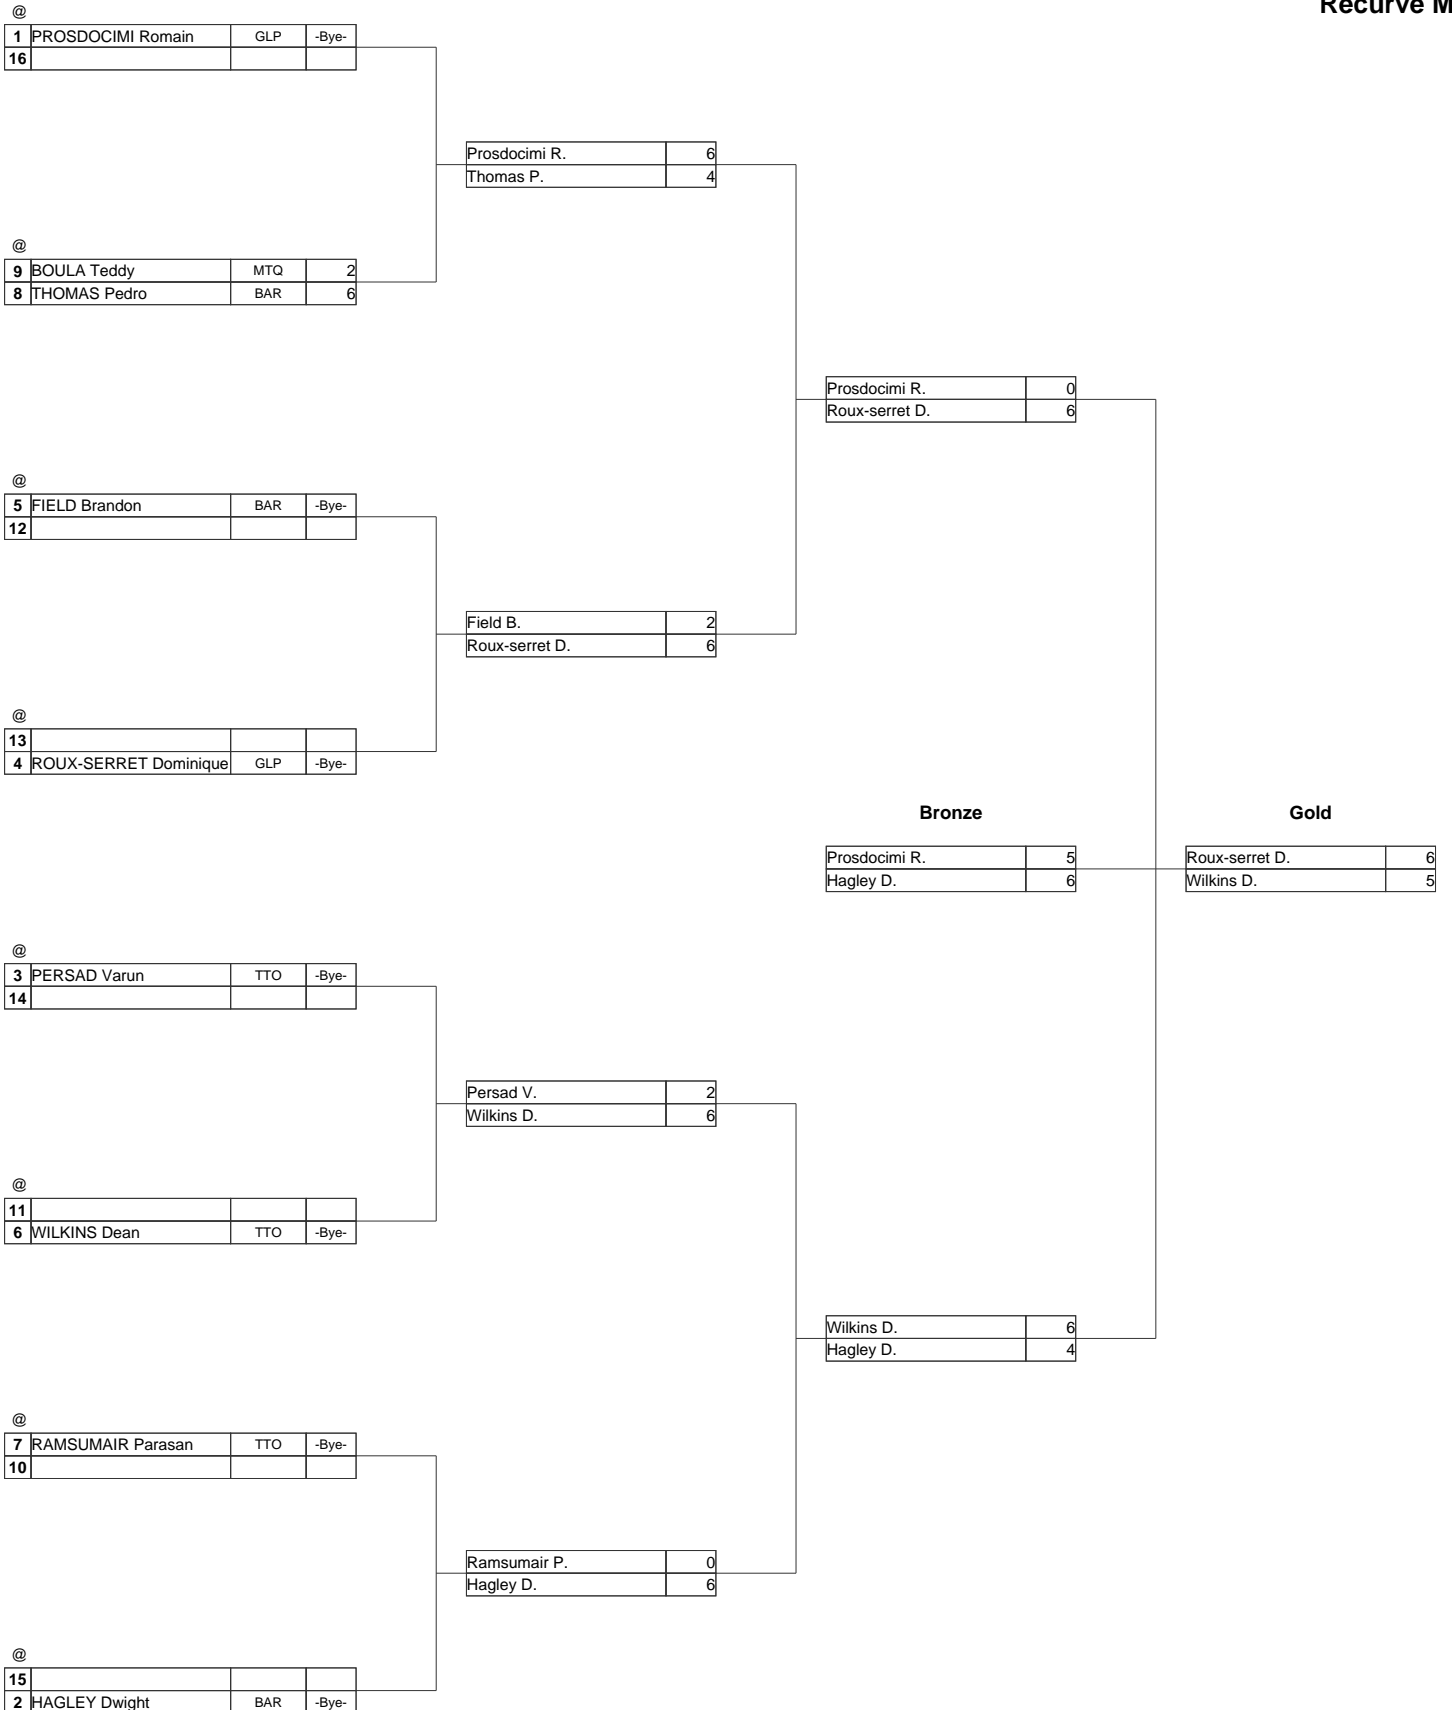 Recurve M
@
1 PROSDOCIMI Romain GLP -Bye-
16
Prosdocimi R. 6
Thomas P. 4
@
9 BOULA Teddy MTQ 2
8 THOMAS Pedro BAR 6
Prosdocimi R. 0
Roux-serret D. 6
@
5 FIELD Brandon BAR -Bye-
12
Field B. 2
Roux-serret D. 6
@
13
4 ROUX-SERRET Dominique GLP -Bye-
Bronze Gold
Prosdocimi R. 5 Roux-serret D. 6
Hagley D. 6 Wilkins D. 5
@
3 PERSAD Varun TTO -Bye-
14
Persad V. 2
Wilkins D. 6
@
11
6 WILKINS Dean TTO -Bye-
Wilkins D. 6
Hagley D. 4
@
7 RAMSUMAIR Parasan TTO -Bye-
10
Ramsumair P. 0
Hagley D. 6
@
15
2 HAGLEY Dwight BAR -Bye-